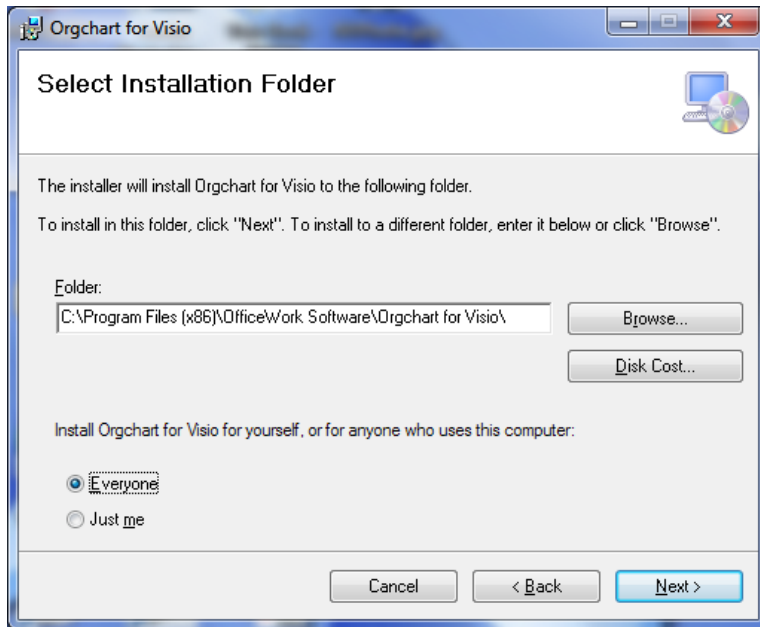 Orgchart for Visio
Select Installation Folder
The installer will install Orgchart for Visio to the following folder.
To install in this folder, click "Next". To install to a different folder, enter it below or click "Browse".
Folder:
C:\Program Files (x86)\OfficeWork Software\Orgchart for Visio\
Browse...
Disk Cost...
Install Orgchart for Visio for yourself, or for anyone who uses this computer:
Everyone
Just me
Cancel
< Back
Next >